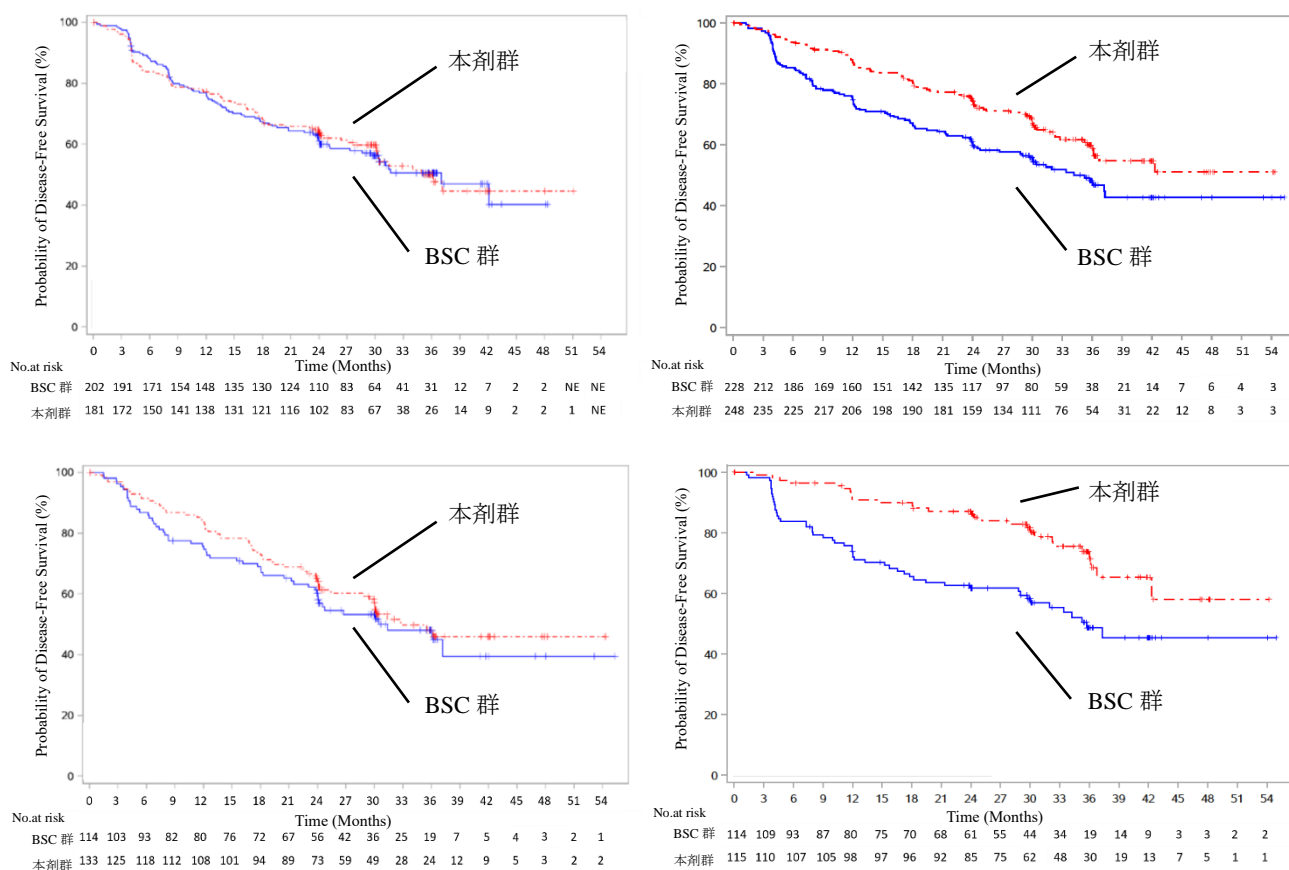 Probability of Disease-Free Survival (%)
100
80
60
40
20
0
本剤群
BSC 群
0 3 6 9 12 15 18 21 24 27 30 33 36 39 42 45 48 51 54
Time (Months)
No.at risk
BSC 群 202 191 171 154 148 135 130 124 110 83 64 41 31 12 7 2 2 NE NE
本剤群 181 172 150 141 138 131 121 116 102 83 67 38 26 14 9 2 2 1 NE
Probability of Disease-Free Survival (%)
100
80
60
40
20
0
本剤群
BSC 群
0 3 6 9 12 15 18 21 24 27 30 33 36 39 42 45 48 51 54
Time (Months)
No.at risk
BSC 群 228 212 186 169 160 151 142 135 117 97 80 59 38 21 14 7 6 4 3
本剤群 248 235 225 217 206 198 190 181 159 134 111 76 54 31 22 12 8 3 3
Probability of Disease-Free Survival (%)
100
80
60
40
20
0
本剤群
BSC 群
0 3 6 9 12 15 18 21 24 27 30 33 36 39 42 45 48 51 54
Time (Months)
No.at risk
BSC 群 114 103 93 82 80 76 72 67 56 42 36 25 19 7 5 4 3 2 1
本剤群 133 125 118 112 108 101 94 89 73 59 49 28 24 12 9 5 3 2 2
Probability of Disease-Free Survival (%)
100
80
60
40
20
0
本剤群
BSC 群
0 3 6 9 12 15 18 21 24 27 30 33 36 39 42 45 48 51 54
Time (Months)
No.at risk
BSC 群 114 109 93 87 80 75 70 68 61 55 44 34 19 14 9 3 3 2 2
本剤群 115 110 107 105 98 97 96 92 85 75 62 48 30 19 13 7 5 1 1